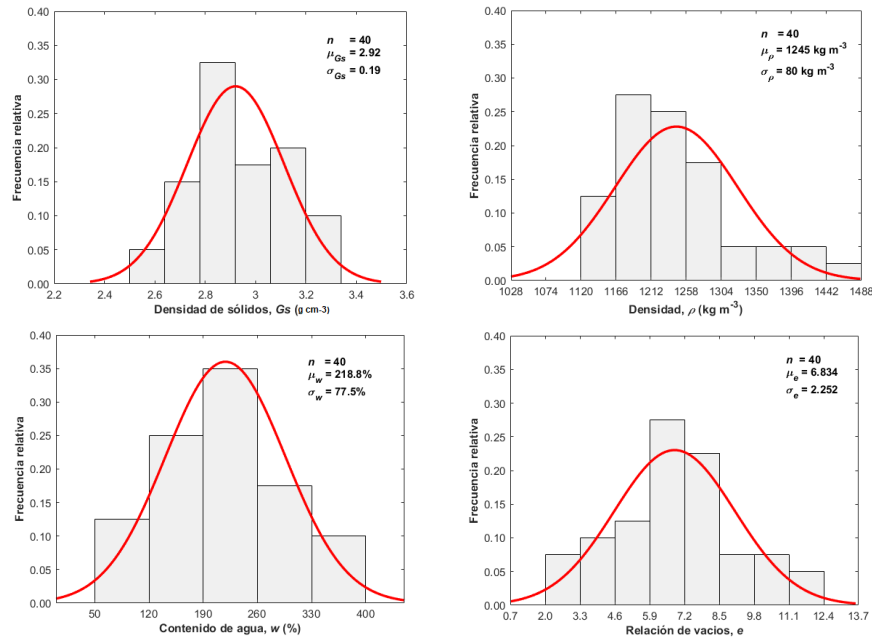 0.40
0.35
0.30
0.25
0.20
0.15
0.10
0.05
0.00
Frecuencia relativa
n = 40
μGs = 2.92
σGs = 0.19
2.2 2.4 2.6 2.8 3 3.2 3.4 3.6
Densidad de sólidos, Gs (g cm-3)
0.40
0.35
0.30
0.25
0.20
0.15
0.10
0.05
0.00
Frecuencia relativa
n = 40
μρ = 1245 kg m-3
σρ = 80 kg m-3
1028 1074 1120 1166 1212 1258 1304 1350 1396 1442 1488
Densidad, ρ (kg m-3)
0.40
0.35
0.30
0.25
0.20
0.15
0.10
0.05
0.00
Frecuencia relativa
n = 40
μw = 218.8%
σw = 77.5%
50 120 190 260 330 400
Contenido de agua, w (%)
0.40
0.35
0.30
0.25
0.20
0.15
0.10
0.05
0.00
Frecuencia relativa
n = 40
μe = 6.834
σe = 2.252
0.7 2.0 3.3 4.6 5.9 7.2 8.5 9.8 11.1 12.4 13.7
Relación de vacios, e